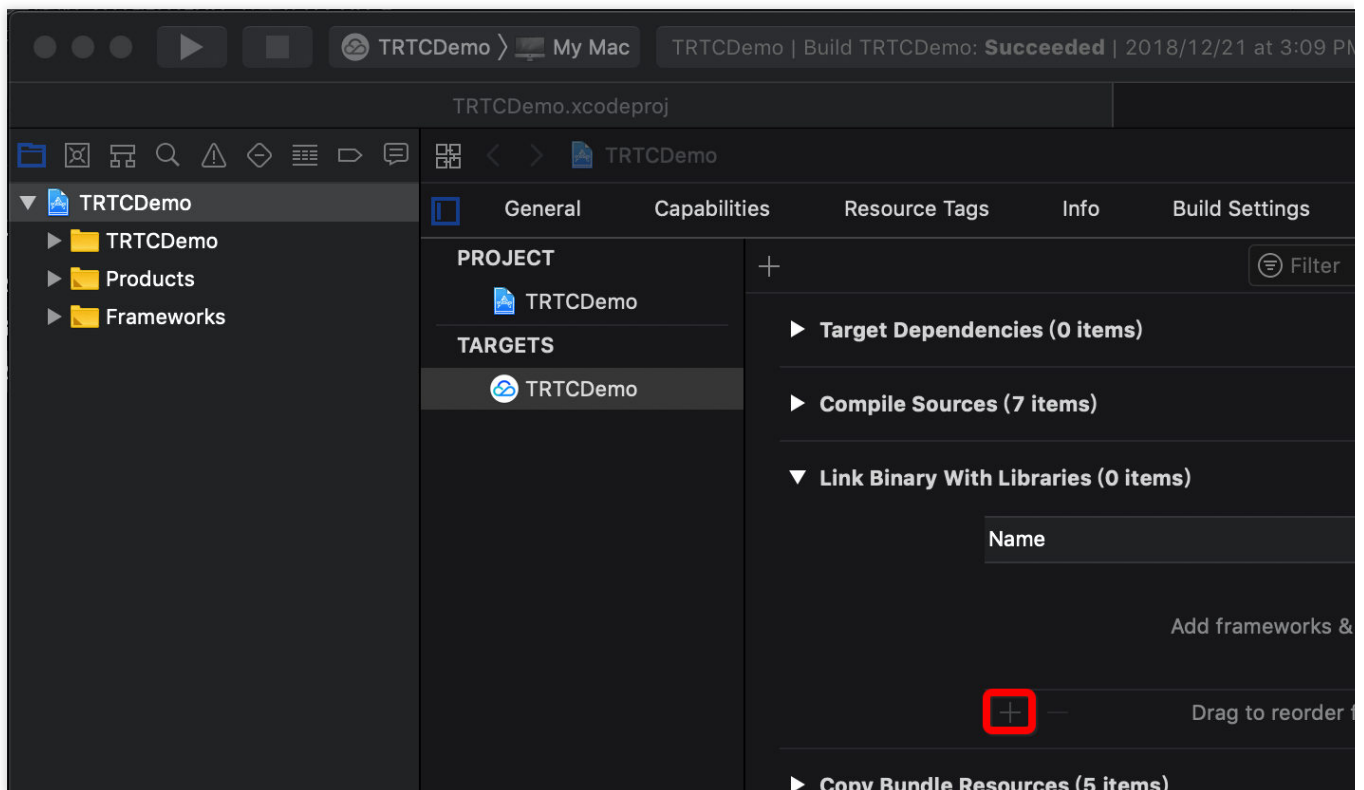 TRTCDemo 〉 My Mac
TRTCDemo | Build TRTCDemo: Succeeded | 2018/12/21 at 3:09 PM
TRTCDemo.xcodeproj
TRTCDemo
TRTCDemo
TRTCDemo
Products
Frameworks
General Capabilities Resource Tags Info Build Settings
PROJECT
TRTCDemo
TARGETS
TRTCDemo
Filter
Target Dependencies (0 items)
Compile Sources (7 items)
Link Binary With Libraries (0 items)
Name
Add frameworks &
Drag to reorder
Copy Bundle Resources (5 items)